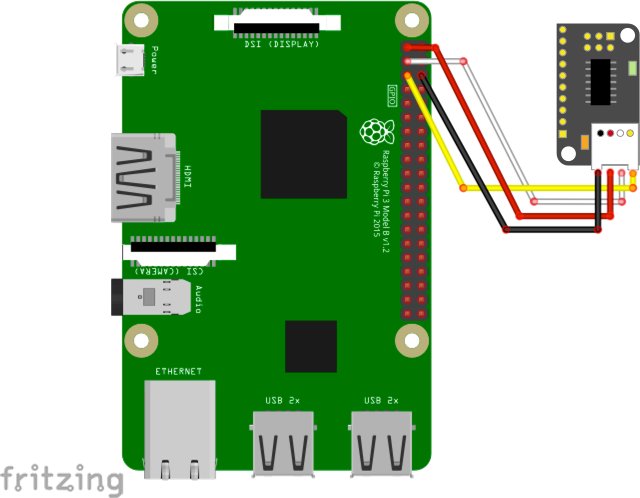 DSI (DISPLAY)
Power
GPIO
HDMI
Raspberry Pi 3 Model B v1.2
© Raspberry Pi 2015
CSI (CAMERA)
Audio
ETHERNET
USB 2x
USB 2x
fritzing